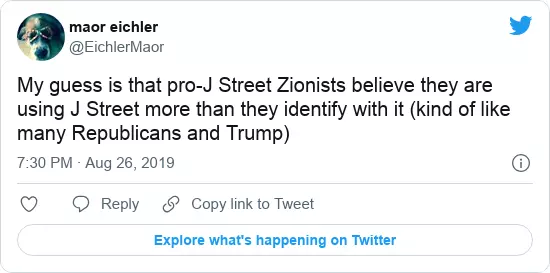 maor eichler
@EichlerMaor
My guess is that pro-J Street Zionists believe they are
using J Street more than they identify with it (kind of like
many Republicans and Trump)
7:30 PM · Aug 26, 2019
Reply Copy link to Tweet
Explore what's happening on Twitter